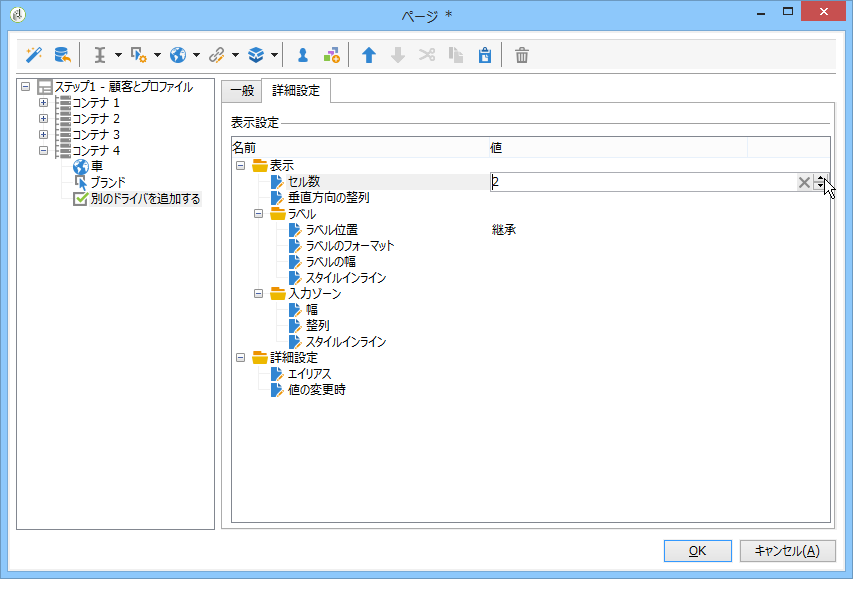 ページ *
ステップ1 - 顧客とプロファイル
コンテナ 1
コンテナ 2
コンテナ 3
コンテナ 4
車
ブランド
別のドライバを追加する
一般
詳細設定
表示設定
名前 値
表示
セル数 2
垂直方向の整列
ラベル
ラベル位置 継承
ラベルのフォーマット
ラベルの幅
スタイルインライン
入力ゾーン
幅
整列
スタイルインライン
詳細設定
エイリアス
値の変更時
OK
キャンセル(A)